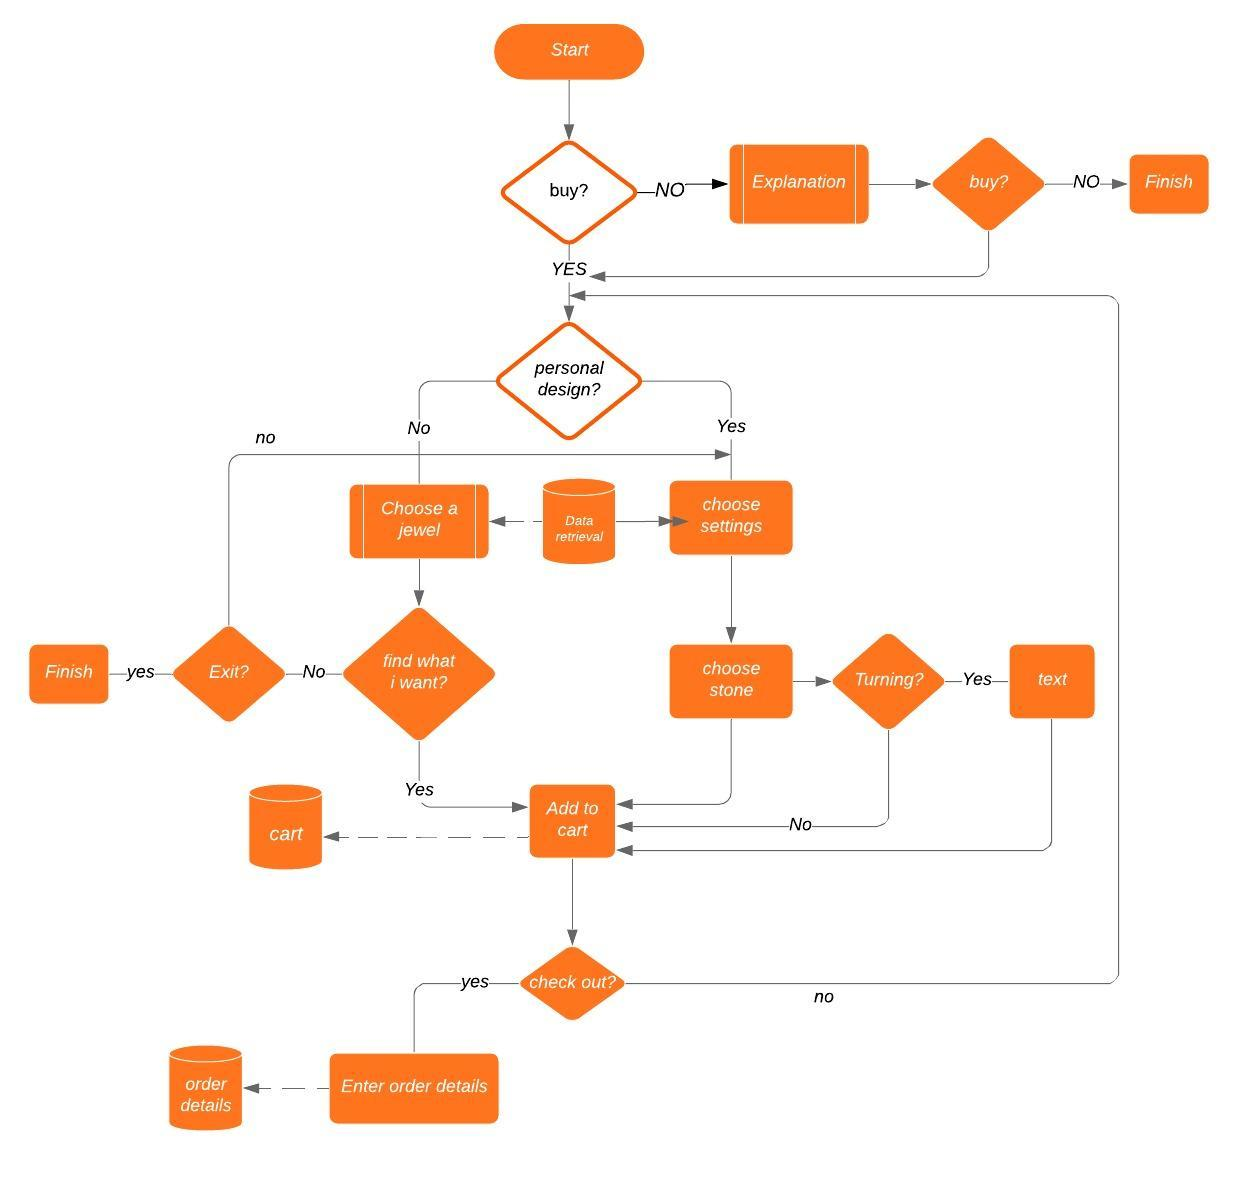 Start
buy?
NO
Explanation
buy?
NO
Finish
YES
personal
design?
No
Yes
no
Choose a
jewel
Data
retrieval
choose
settings
Finish
yes
Exit?
No
find what
i want?
choose
stone
Turning?
Yes
text
Yes
Add to
cart
No
cart
check out?
yes
no
order
details
Enter order details